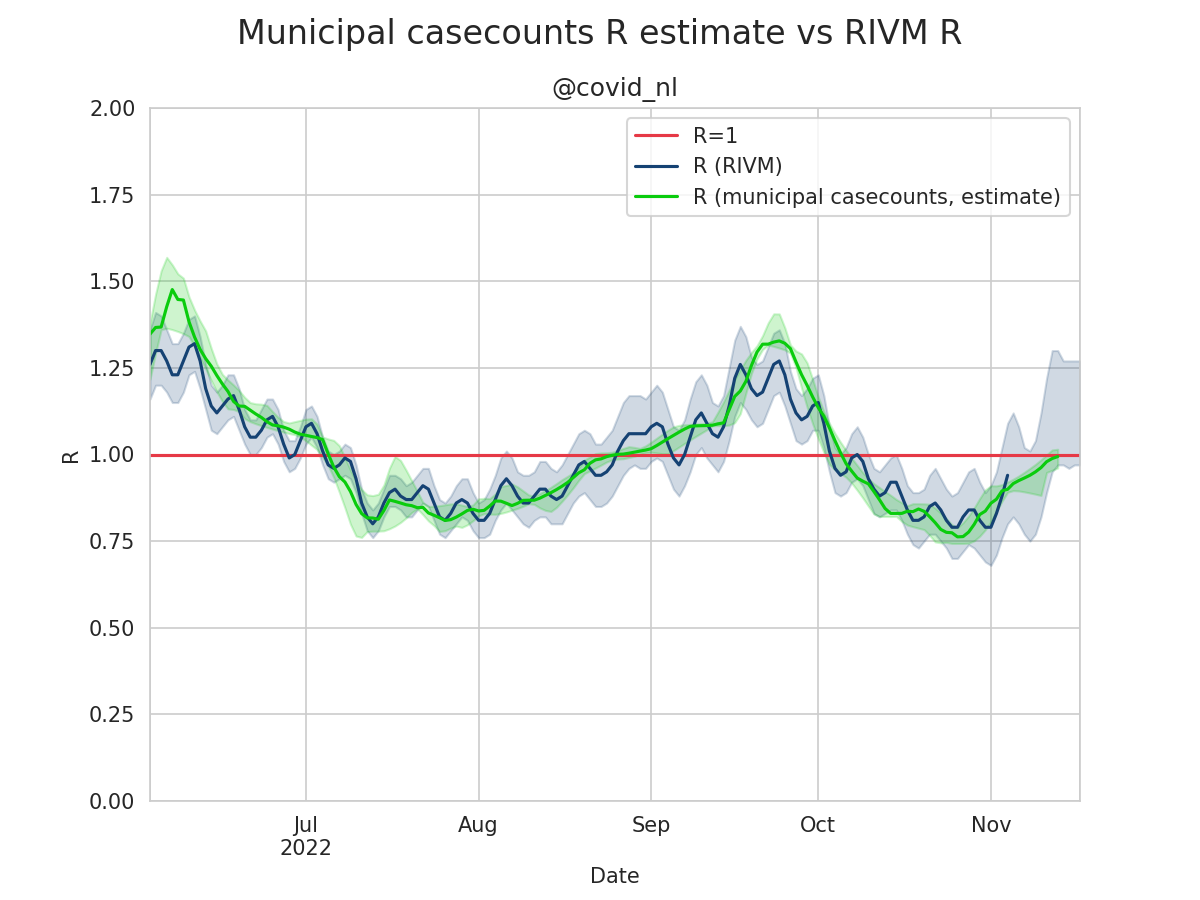 Municipal casecounts R estimate vs RIVM R
@covid_nl
R=1
R (RIVM)
R (municipal casecounts, estimate)
2.00
1.75
1.50
1.25
1.00
0.75
0.50
0.25
0.00
R
Jul
2022
Aug
Sep
Oct
Nov
Date